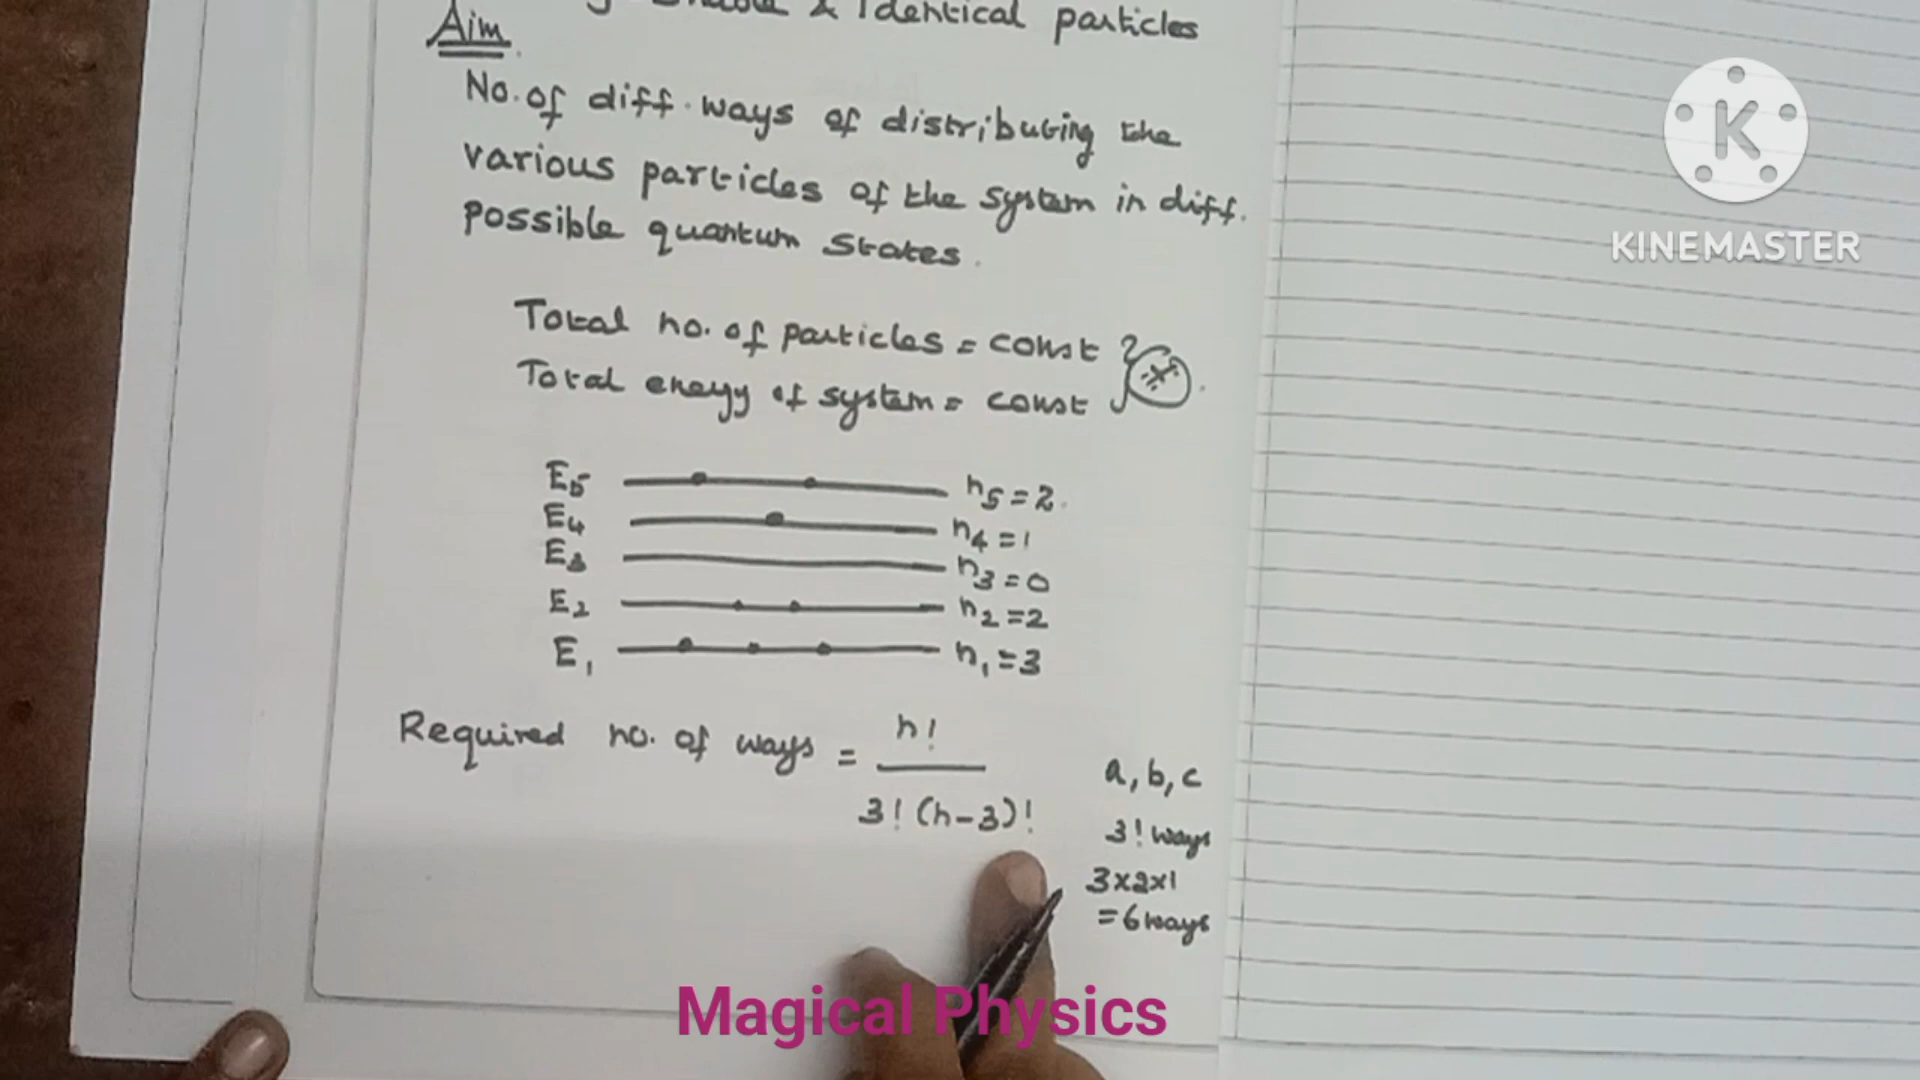 & Identical particles
Aim
No. of diff. ways of distributing the
various particles of the system in diff.
possible quantum states.
Total no. of particles = const
Total energy of system = const
E5 n5 = 2
E4 n4 = 1
E3 n3 = 0
E2 n2 = 2
E1 n1 = 3
Required no. of ways = n! / 3! (n-3)!
a, b, c
3! ways
3x2x1
= 6 ways
K
KINEMASTER
Magical Physics